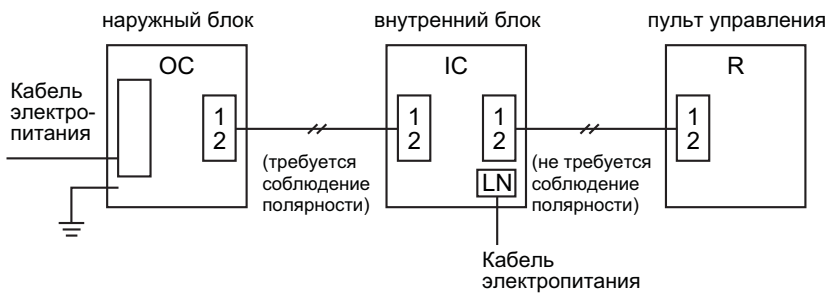 наружный блок
внутренний блок
пульт управления
OC
IC
R
Кабель
электро-
питания
1
2
1
2
1
2
1
2
(требуется
соблюдение
полярности)
(не требуется
соблюдение
полярности)
LN
Кабель
электропитания